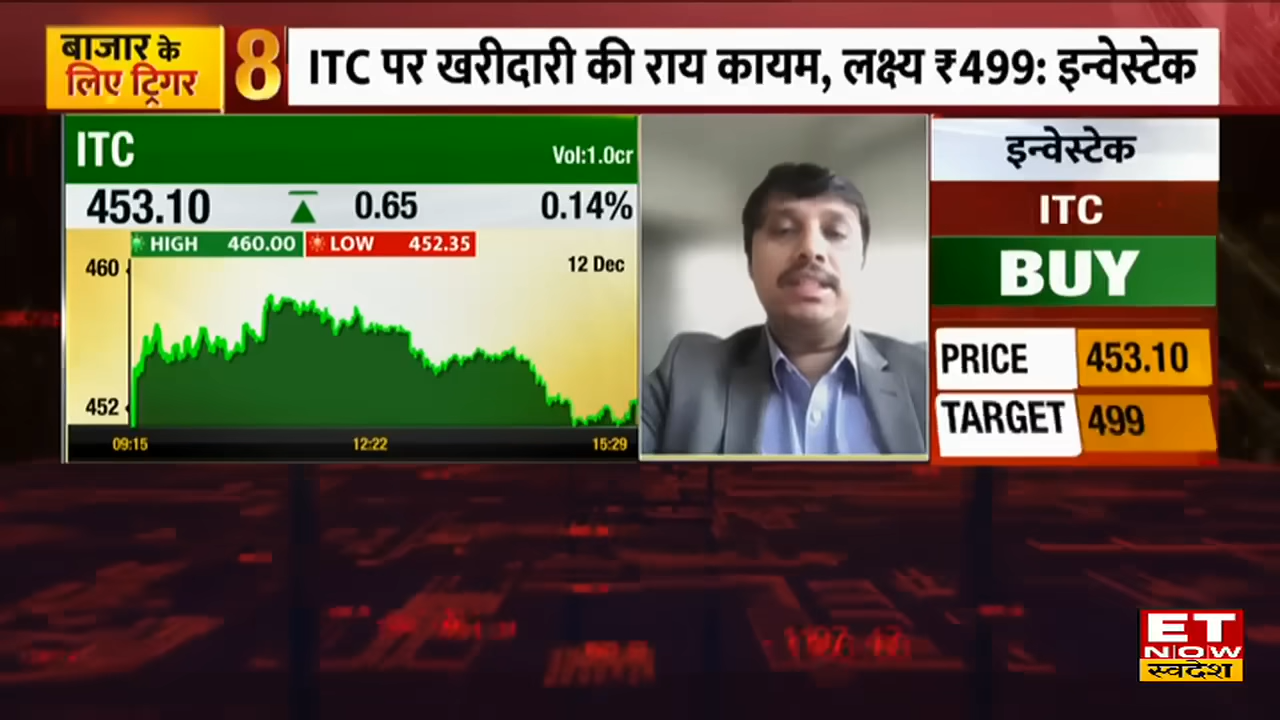 बाजार के
लिए ट्रिगर
8
ITC पर खरीदारी की राय कायम, लक्ष्य ₹499: इन्वेस्टेक
ITC
Vol:1.0cr
453.10
0.65
0.14%
HIGH 460.00
LOW 452.35
12 Dec
460
452
09:15
12:22
15:29
इन्वेस्टेक
ITC
BUY
PRICE 453.10
TARGET 499
ET
NOW
स्वदेश